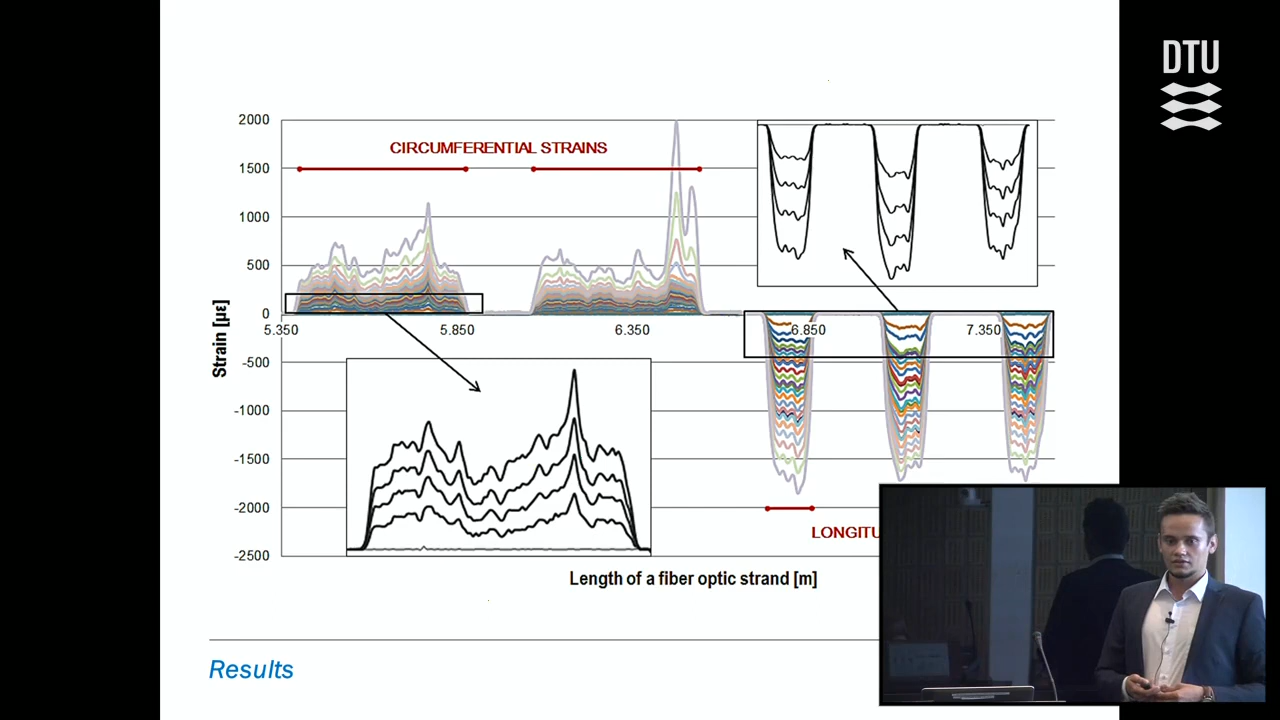 DTU
2000
1500
1000
500
0
-500
-1000
-1500
-2000
-2500
CIRCUMFERENTIAL STRAINS
5.350
5.850
6.350
6.850
7.350
Strain [µε]
LONGITU
Length of a fiber optic strand [m]
Results